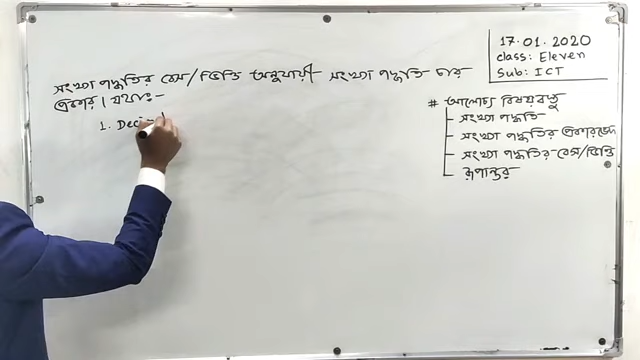 17.01.2020
class: Eleven
Sub: ICT
সংখ্যা পদ্ধতির বেস/ভিত্তি অনুযায়ী সংখ্যা পদ্ধতি চার
প্রকার। যথাঃ-
1. Deci
# আলোচ্য বিষয়বস্তু
সংখ্যা পদ্ধতি
সংখ্যা পদ্ধতির প্রকারভেদ
সংখ্যা পদ্ধতির বেস/ভিত্তি
রূপান্তর